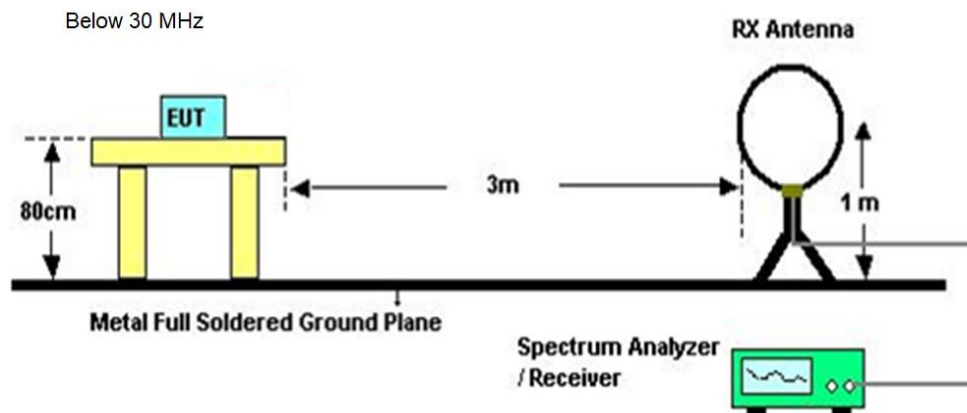 Below 30 MHz
RX Antenna
EUT
80cm
3m
1 m
Metal Full Soldered Ground Plane
Spectrum Analyzer
/ Receiver